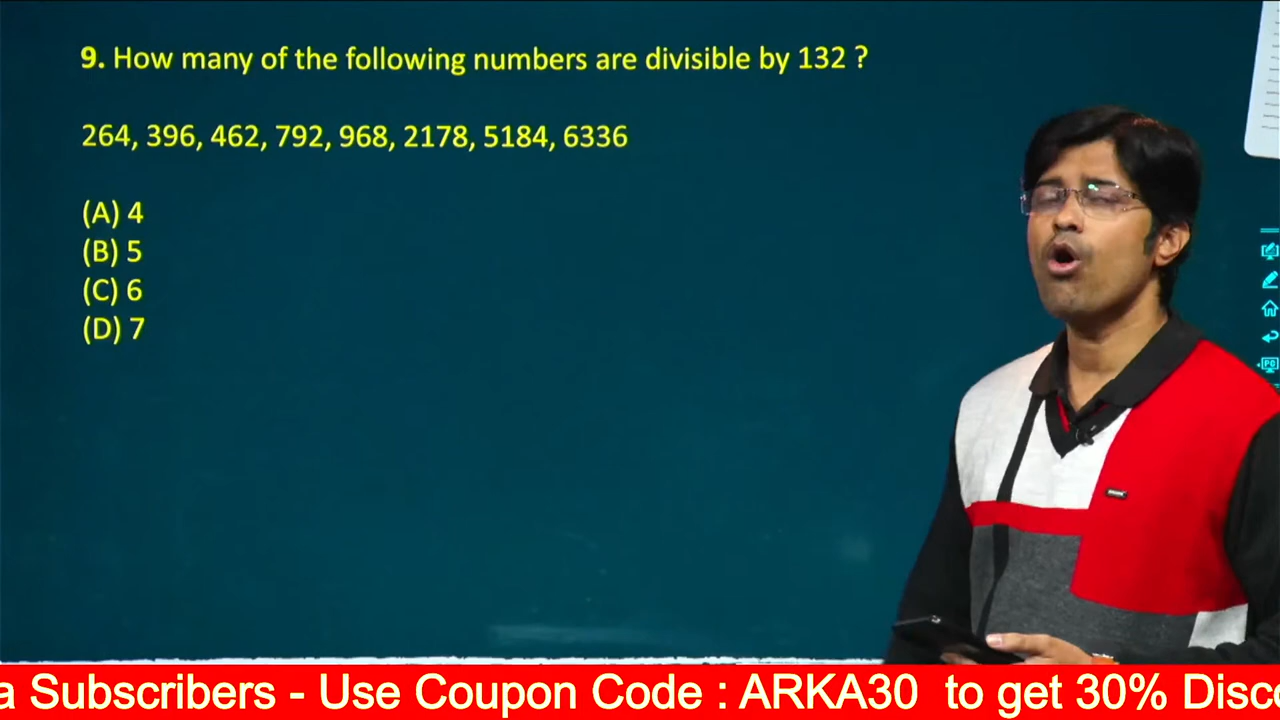 9. How many of the following numbers are divisible by 132 ?
264, 396, 462, 792, 968, 2178, 5184, 6336
(A) 4
(B) 5
(C) 6
(D) 7
a Subscribers - Use Coupon Code : ARKA30 to get 30% Disc